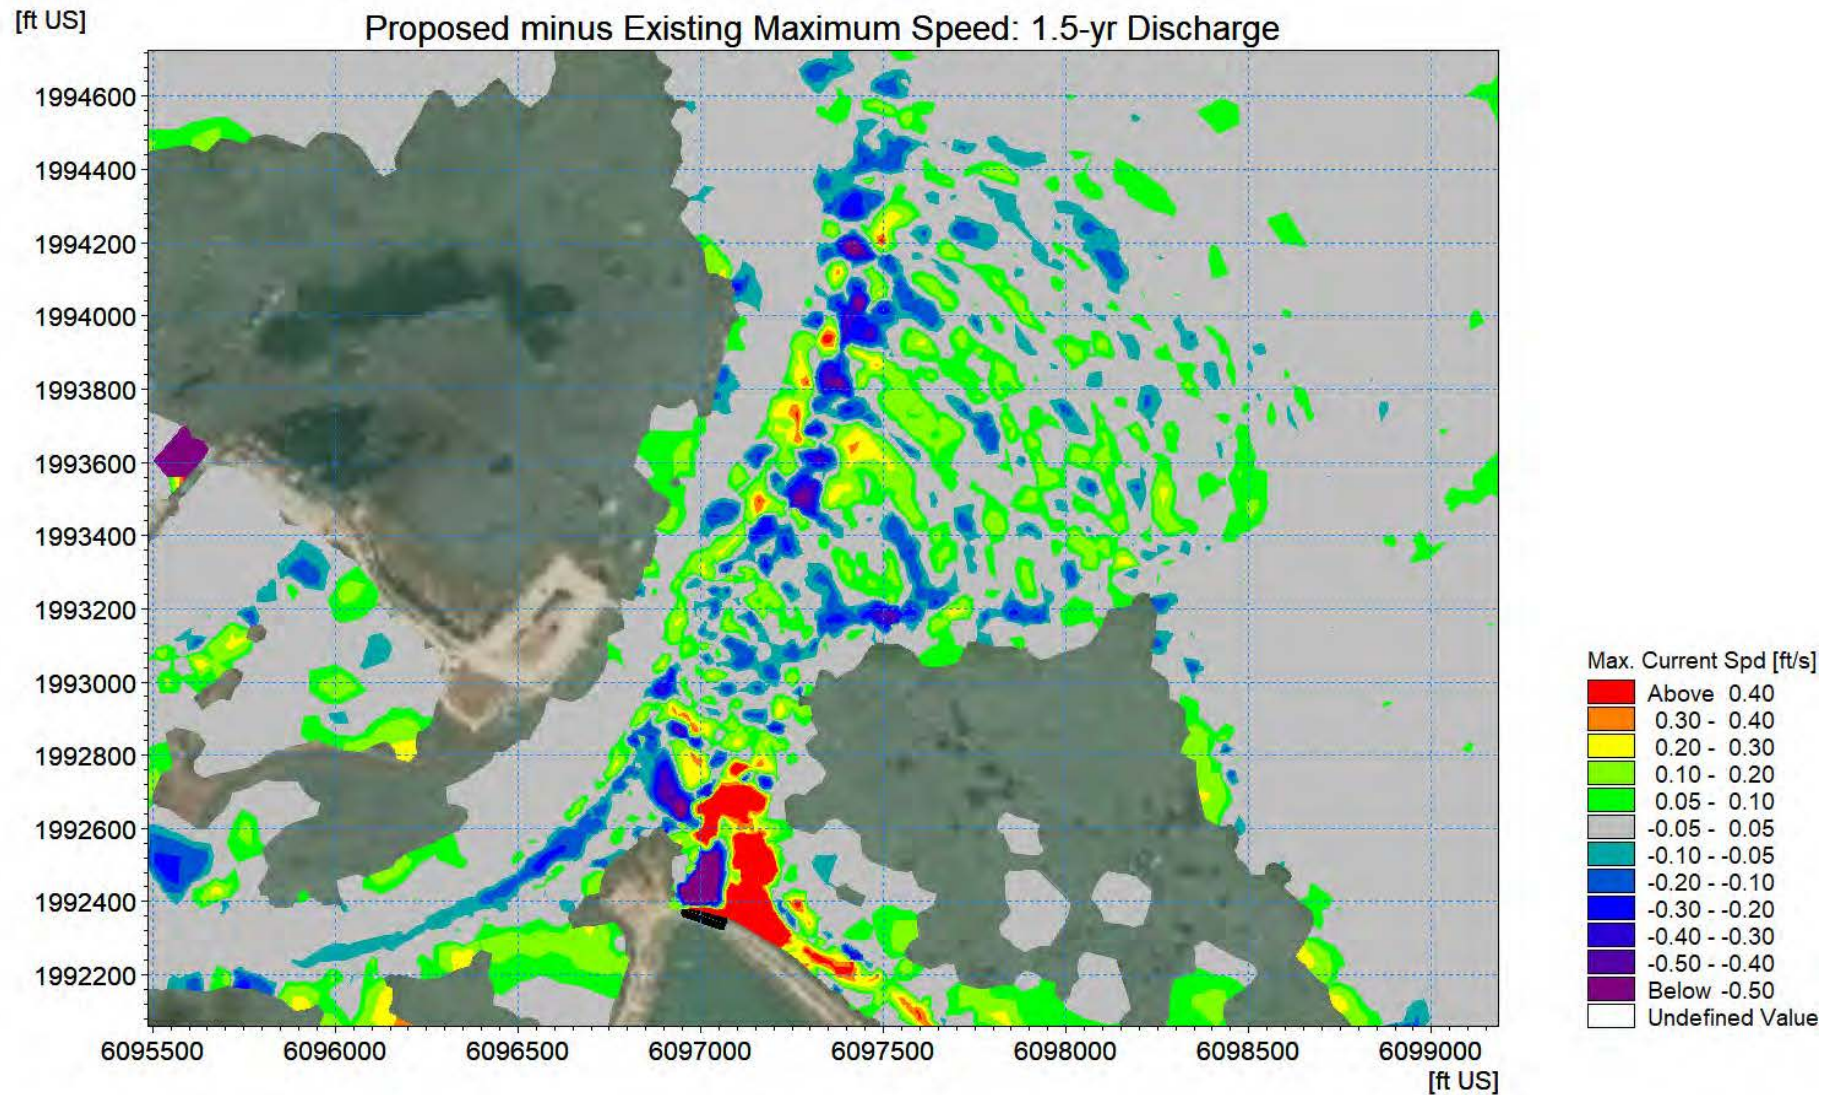 [ft US]
Proposed minus Existing Maximum Speed: 1.5-yr Discharge
1994600
1994400
1994200
1994000
1993800
1993600
1993400
1993200
1993000
1992800
1992600
1992400
1992200
6095500 6096000 6096500 6097000 6097500 6098000 6098500 6099000
[ft US]
Max. Current Spd [ft/s]
Above 0.40
0.30 - 0.40
0.20 - 0.30
0.10 - 0.20
0.05 - 0.10
-0.05 - 0.05
-0.10 - -0.05
-0.20 - -0.10
-0.30 - -0.20
-0.40 - -0.30
-0.50 - -0.40
Below -0.50
Undefined Value